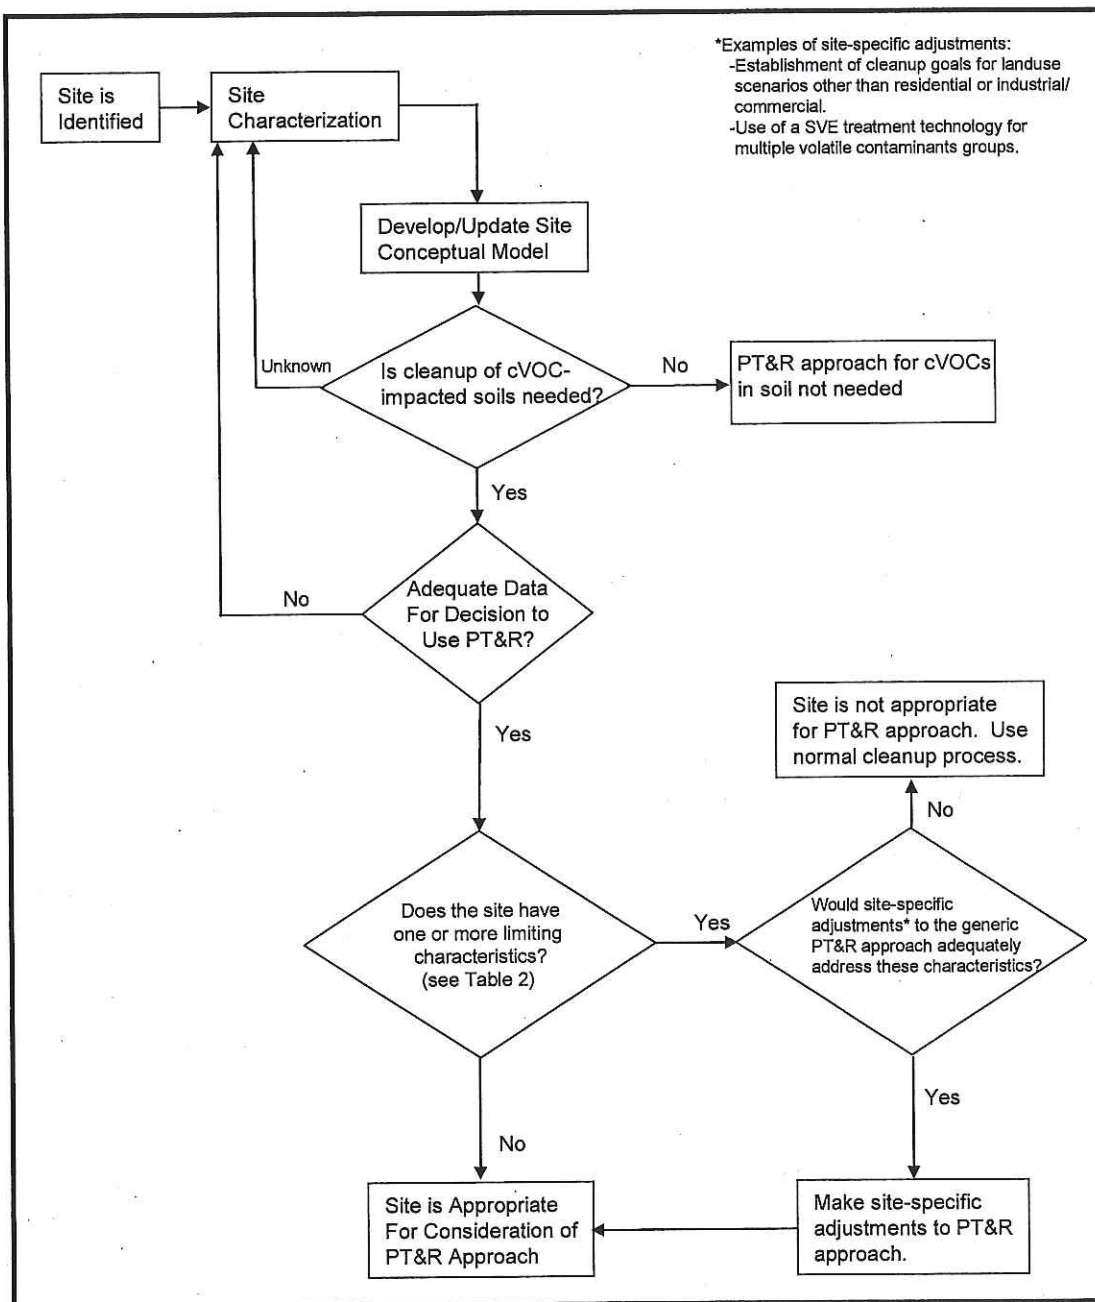 *Examples of site-specific adjustments:
-Establishment of cleanup goals for landuse
scenarios other than residential or industrial/
commercial.
-Use of a SVE treatment technology for
multiple volatile contaminants groups.
Site is
Identified
Site
Characterization
Develop/Update Site
Conceptual Model
Unknown
Is cleanup of cVOC-
impacted soils needed?
No
PT&R approach for cVOCs
in soil not needed
Yes
No
Adequate Data
For Decision to
Use PT&R?
Yes
Site is not appropriate
for PT&R approach. Use
normal cleanup process.
No
Does the site have
one or more limiting
characteristics?
(see Table 2)
Yes
Would site-specific
adjustments* to the generic
PT&R approach adequately
address these characteristics?
Yes
No
Site is Appropriate
For Consideration of
PT&R Approach
Make site-specific
adjustments to PT&R
approach.